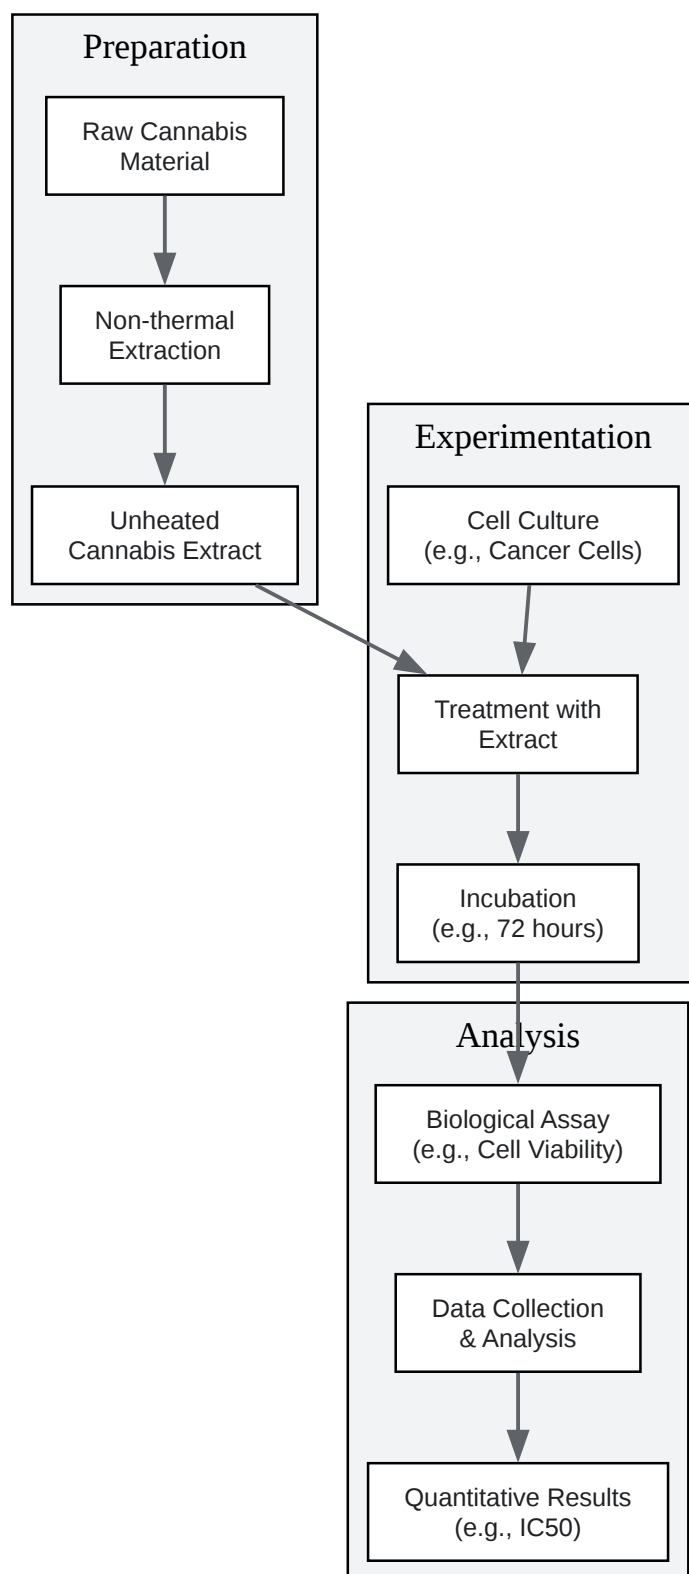 Preparation
Raw Cannabis
Material
Non-thermal
Extraction
Unheated
Cannabis Extract
Experimentation
Cell Culture
(e.g., Cancer Cells)
Treatment with
Extract
Incubation
(e.g., 72 hours)
Analysis
Biological Assay
(e.g., Cell Viability)
Data Collection
& Analysis
Quantitative Results
(e.g., IC50)